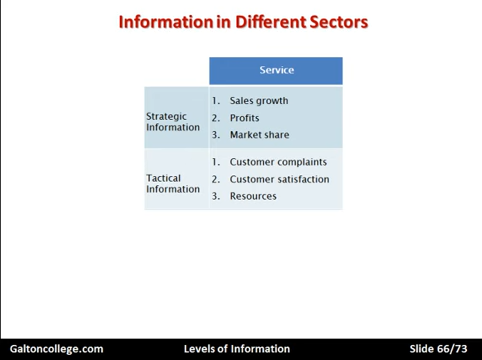 Information in Different Sectors
Service
Strategic
Information
1. Sales growth
2. Profits
3. Market share
Tactical
Information
1. Customer complaints
2. Customer satisfaction
3. Resources
Galtoncollege.com Levels of Information Slide 66/73